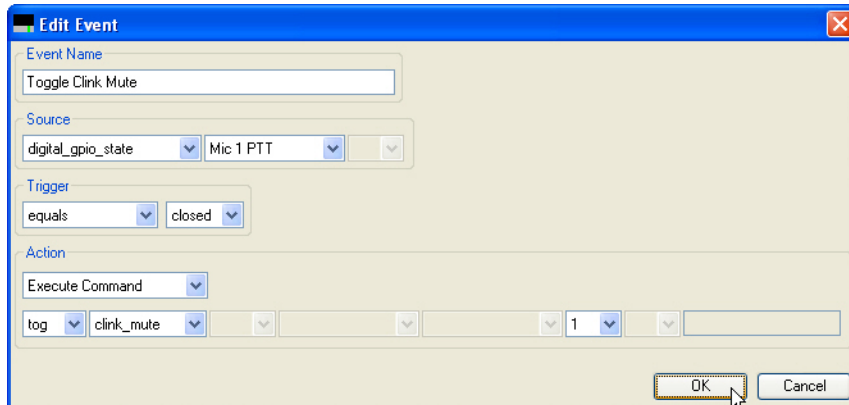 Edit Event
Event Name
Toggle Clink Mute
Source
digital_gpio_state Mic 1 PTT
Trigger
equals closed
Action
Execute Command
tog clink_mute 1
OK Cancel